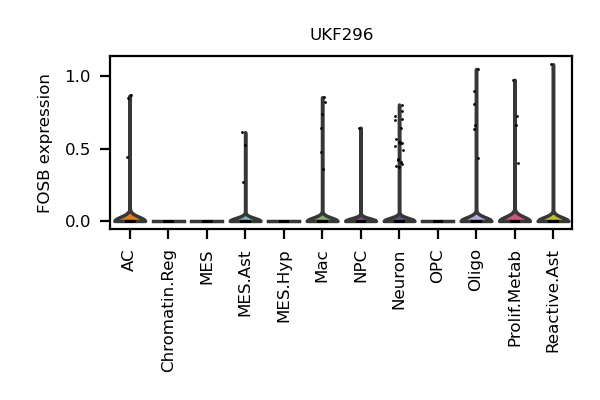 UKF296
FOSB expression
1.0
0.5
0.0
AC
Chromatin.Reg
MES
MES.Ast
MES.Hyp
Mac
NPC
Neuron
OPC
Oligo
Prolif.Metab
Reactive.Ast